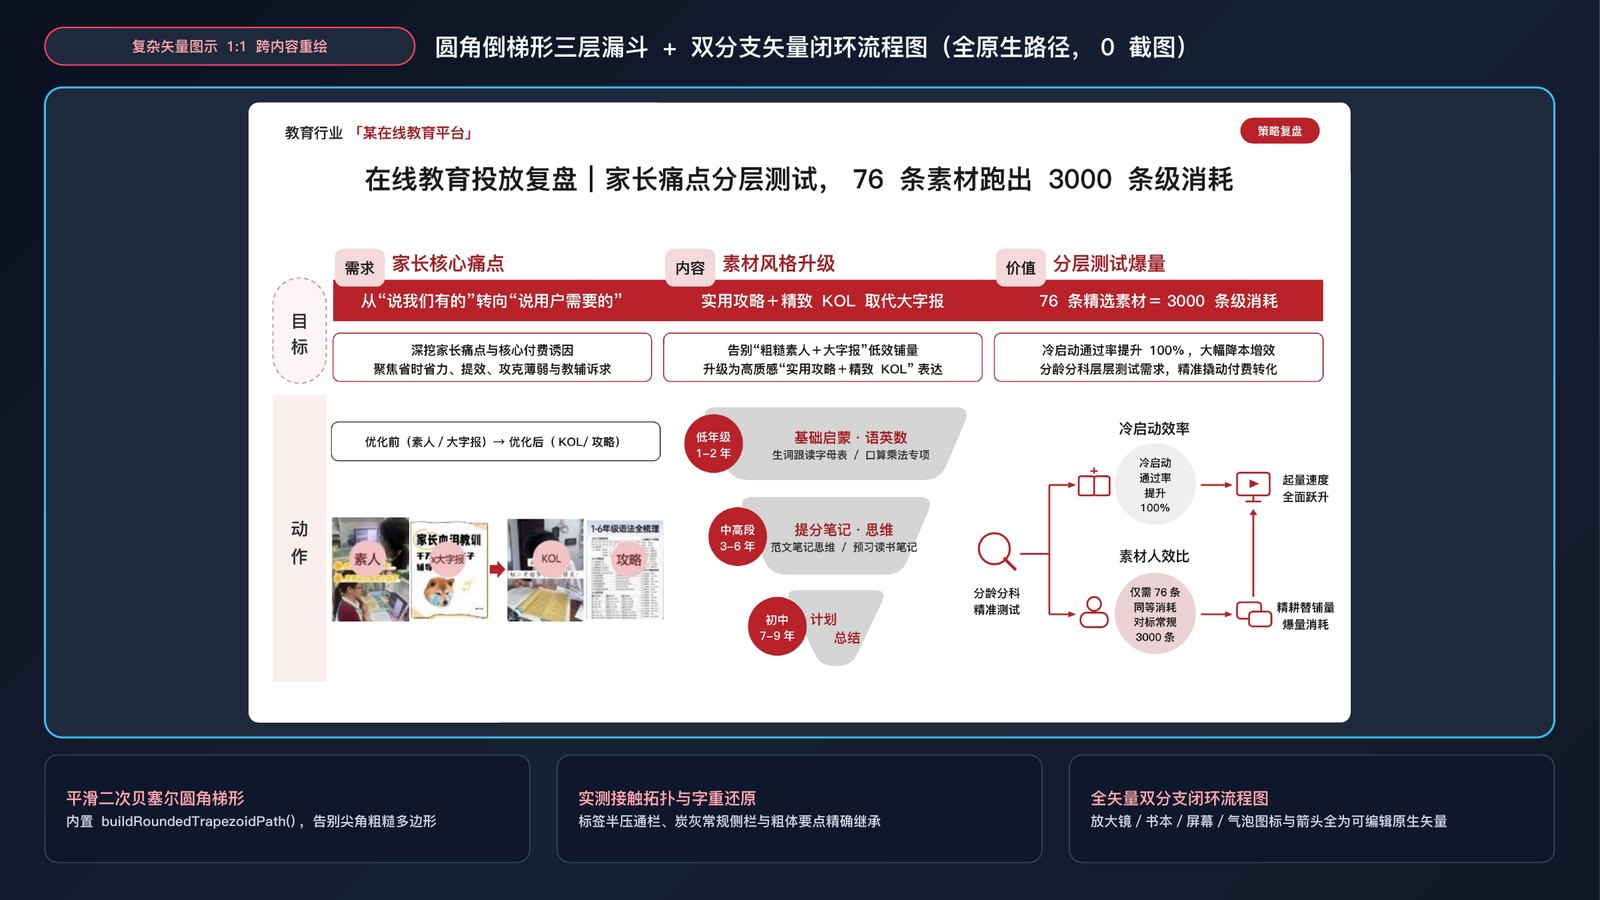 复杂矢量图示 1:1 跨内容重绘
圆角倒梯形三层漏斗 + 双分支矢量闭环流程图（全原生路径，0 截图）
教育行业「某在线教育平台」
策略复盘
在线教育投放复盘｜家长痛点分层测试，76 条素材跑出 3000 条级消耗
需求 家长核心痛点
内容 素材风格升级
价值 分层测试爆量
目标
从“说我们有的”转向“说用户需要的”
实用攻略＋精致 KOL 取代大字报
76 条精选素材＝3000 条级消耗
深挖家长痛点与核心付费诱因
聚焦省时省力、提效、攻克薄弱与教辅诉求
告别“粗糙素人＋大字报”低效铺量
升级为高质感“实用攻略＋精致 KOL”表达
冷启动通过率提升 100%，大幅降本增效
分龄分科层层测试需求，精准撬动付费转化
动作
优化前（素人 / 大字报）→ 优化后（ KOL/ 攻略）
素人
家长血泪教训
大字报
KOL
1-6年级语法全梳理
攻略
低年级
1–2 年
基础启蒙 · 语英数
生词跟读字母表 / 口算乘法专项
中高段
3–6 年
提分笔记 · 思维
范文笔记思维 / 预习读书笔记
初中
7–9 年
计划
总结
分龄分科
精准测试
冷启动效率
冷启动
通过率
提升
100%
起量速度
全面跃升
素材人效比
仅需 76 条
同等消耗
对标常规
3000 条
精耕替铺量
爆量消耗
平滑二次贝塞尔圆角梯形
内置 buildRoundedTrapezoidPath()，告别尖角粗糙多边形
实测接触拓扑与字重还原
标签半压通栏、炭灰常规侧栏与粗体要点精确继承
全矢量双分支闭环流程图
放大镜 / 书本 / 屏幕 / 气泡图标与箭头全为可编辑原生矢量